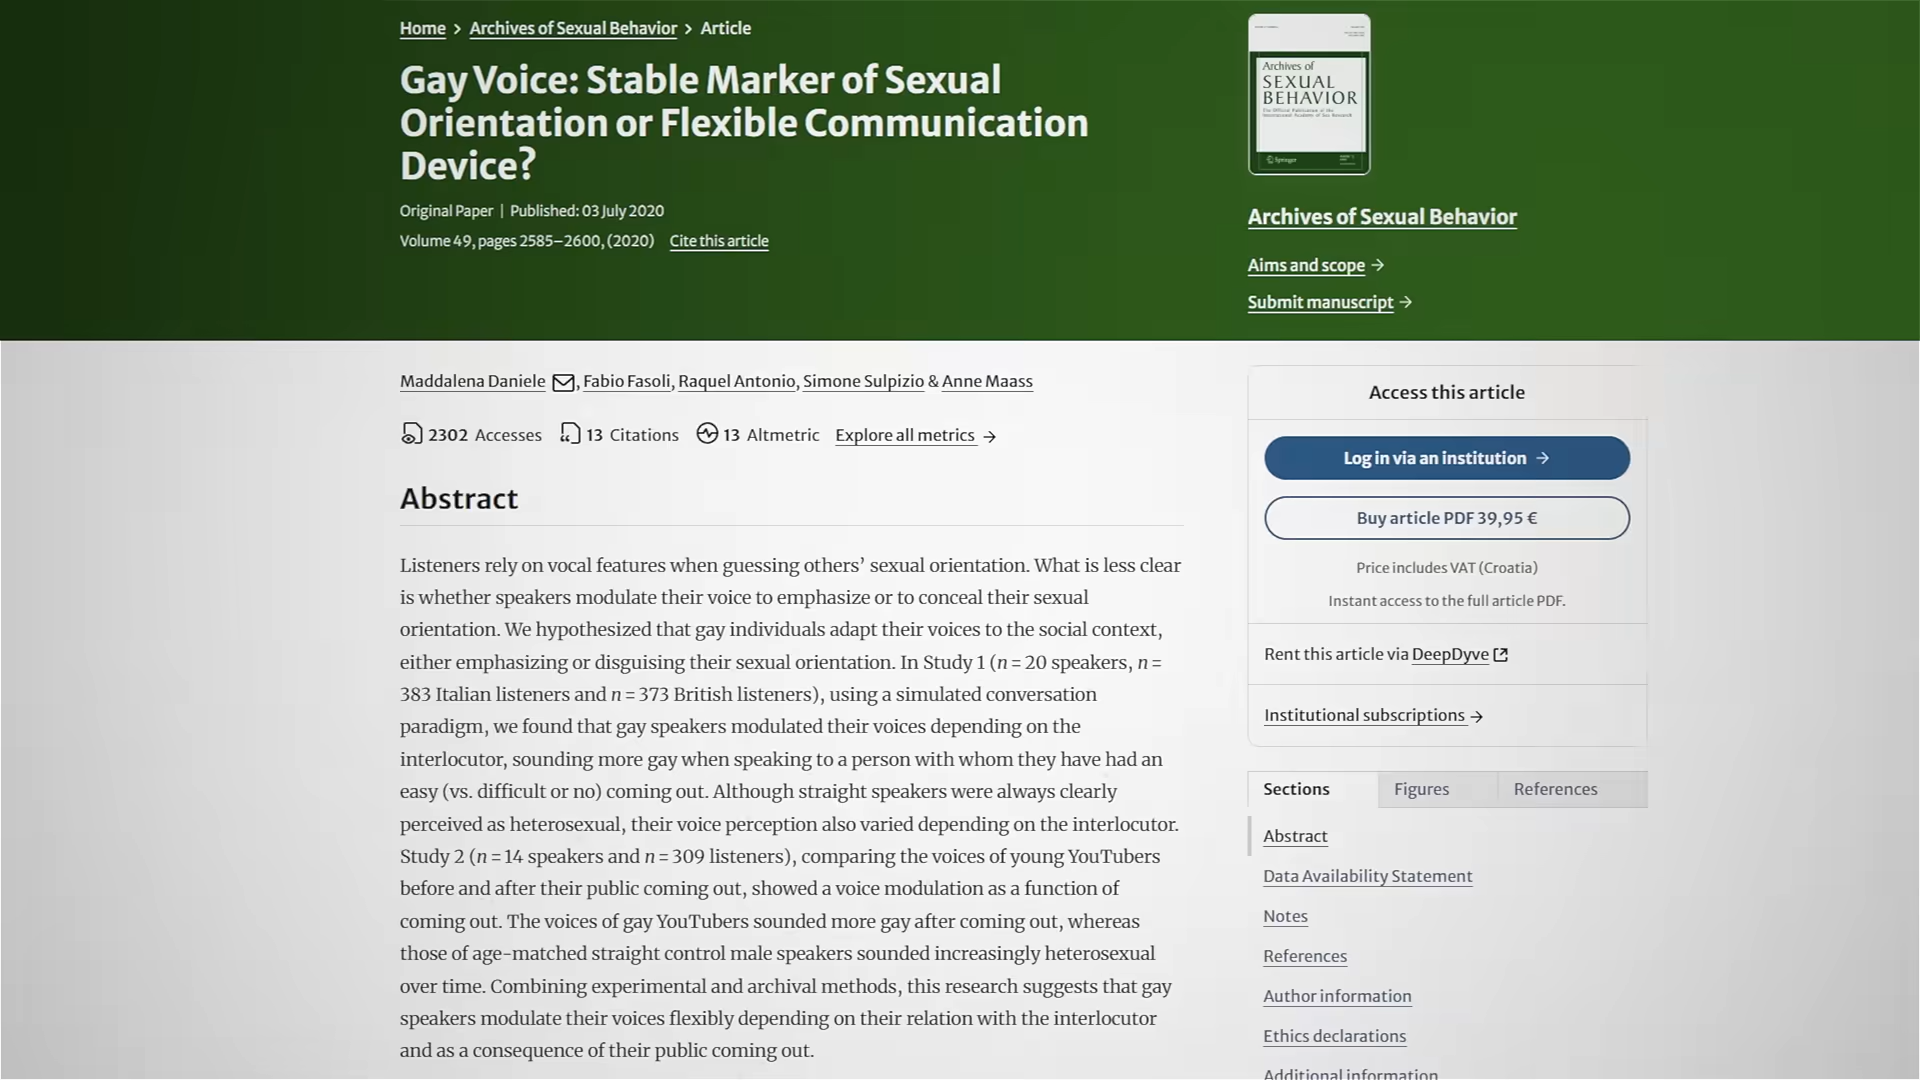 Home > Archives of Sexual Behavior > Article
Gay Voice: Stable Marker of Sexual
Orientation or Flexible Communication
Device?
Original Paper | Published: 03 July 2020
Volume 49, pages 2585–2600, (2020) Cite this article
Archives of
SEXUAL
BEHAVIOR
Springer
Archives of Sexual Behavior
Aims and scope →
Submit manuscript →
Maddalena Daniele, Fabio Fasoli, Raquel Antonio, Simone Sulpizio & Anne Maass
2302 Accesses 13 Citations 13 Altmetric Explore all metrics →
Abstract
Listeners rely on vocal features when guessing others’ sexual orientation. What is less clear
is whether speakers modulate their voice to emphasize or to conceal their sexual
orientation. We hypothesized that gay individuals adapt their voices to the social context,
either emphasizing or disguising their sexual orientation. In Study 1 (n = 20 speakers, n =
383 Italian listeners and n = 373 British listeners), using a simulated conversation
paradigm, we found that gay speakers modulated their voices depending on the
interlocutor, sounding more gay when speaking to a person with whom they have had an
easy (vs. difficult or no) coming out. Although straight speakers were always clearly
perceived as heterosexual, their voice perception also varied depending on the interlocutor.
Study 2 (n = 14 speakers and n = 309 listeners), comparing the voices of young YouTubers
before and after their public coming out, showed a voice modulation as a function of
coming out. The voices of gay YouTubers sounded more gay after coming out, whereas
those of age-matched straight control male speakers sounded increasingly heterosexual
over time. Combining experimental and archival methods, this research suggests that gay
speakers modulate their voices flexibly depending on their relation with the interlocutor
and as a consequence of their public coming out.
Access this article
Log in via an institution →
Buy article PDF 39,95 €
Price includes VAT (Croatia)
Instant access to the full article PDF.
Rent this article via DeepDyve
Institutional subscriptions →
Sections Figures References
Abstract
Data Availability Statement
Notes
References
Author information
Ethics declarations
Additional information